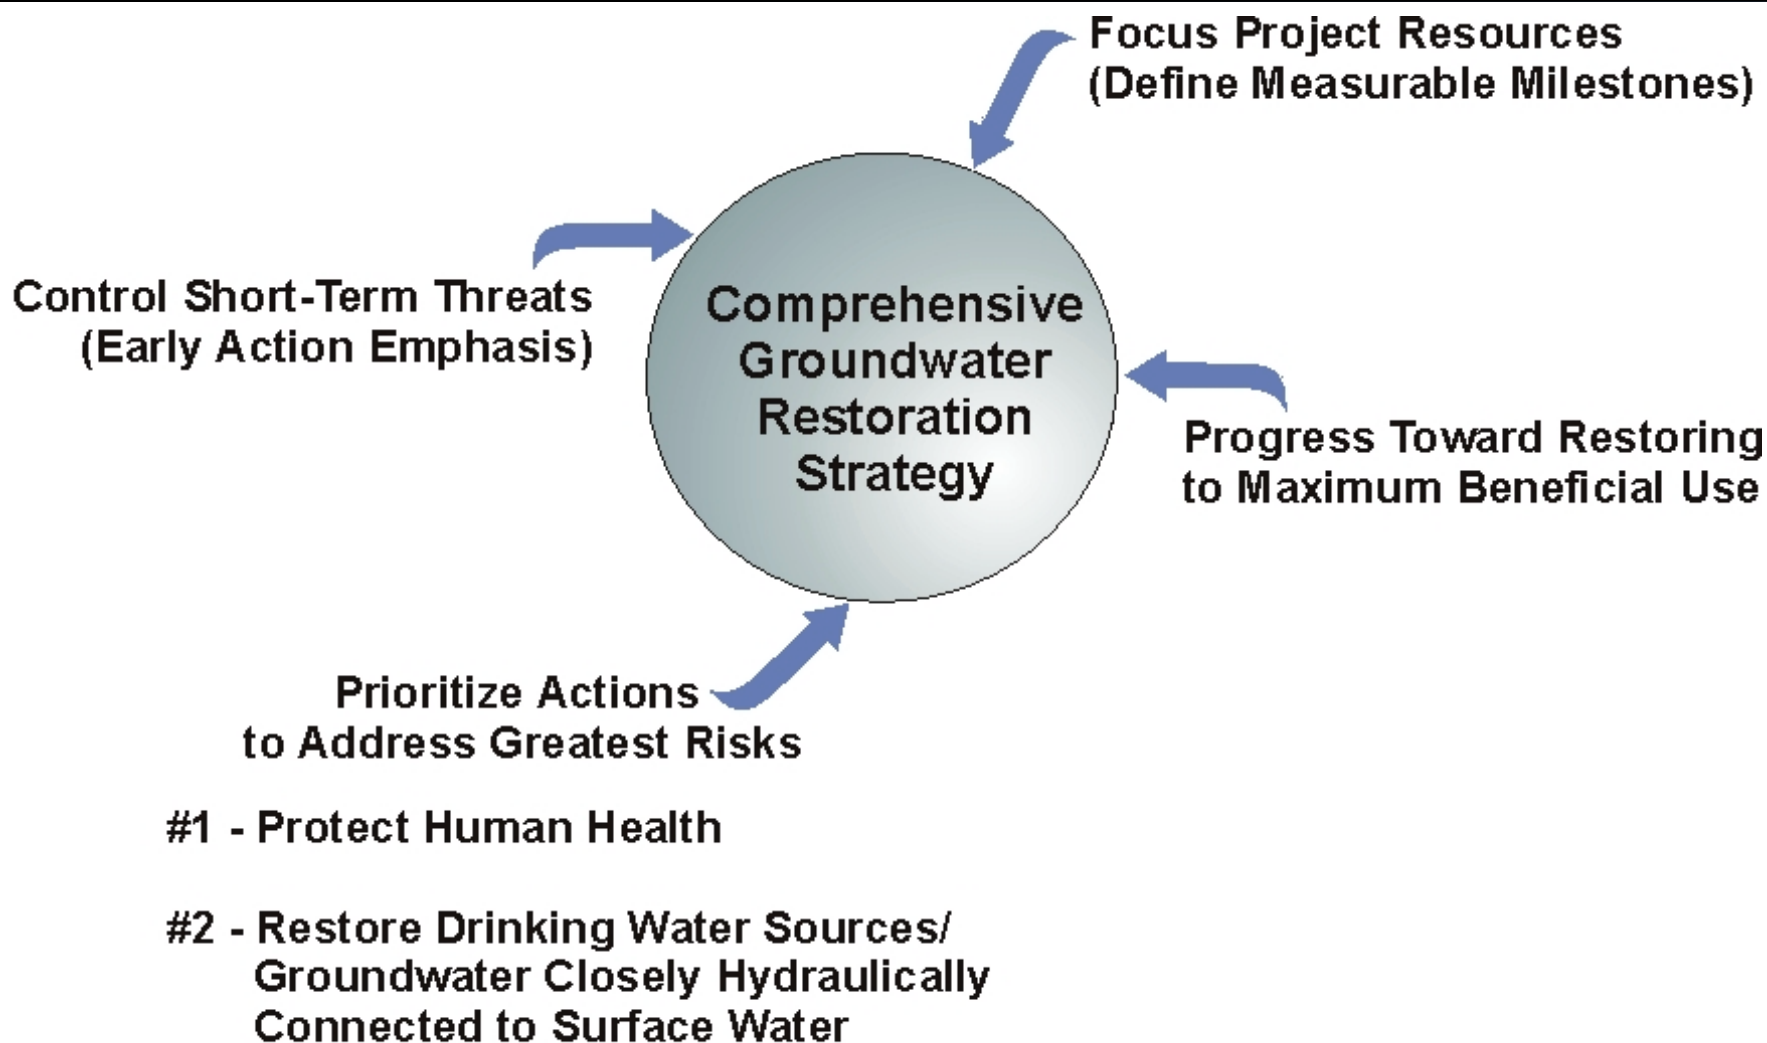 Focus Project Resources
(Define Measurable Milestones)
Control Short-Term Threats
(Early Action Emphasis)
Comprehensive
Groundwater
Restoration
Strategy
Progress Toward Restoring
to Maximum Beneficial Use
Prioritize Actions
to Address Greatest Risks
#1 - Protect Human Health
#2 - Restore Drinking Water Sources/
Groundwater Closely Hydraulically
Connected to Surface Water